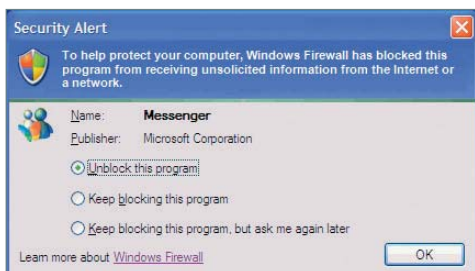 Security Alert
To help protect your computer, Windows Firewall has blocked this
program from receiving unsolicited information from the Internet or
a network.
Name: Messenger
Publisher: Microsoft Corporation
Unblock this program
Keep blocking this program
Keep blocking this program, but ask me again later
Learn more about Windows Firewall
OK